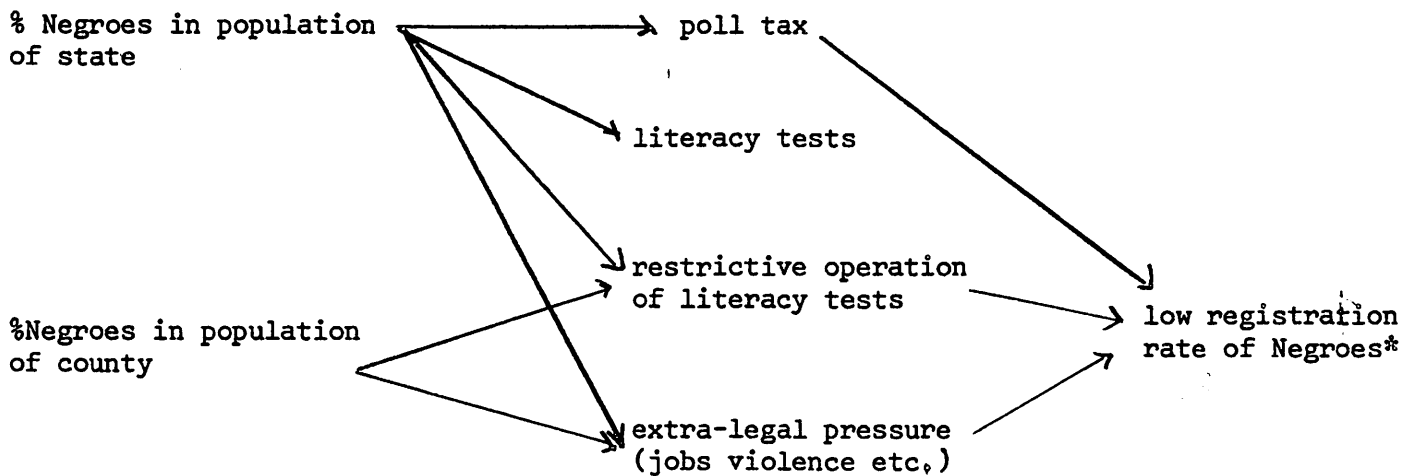 % Negroes in population
of state
poll tax
literacy tests
restrictive operation
of literacy tests
%Negroes in population
of county
low registration
rate of Negroes*
extra-legal pressure
(jobs violence etc.)